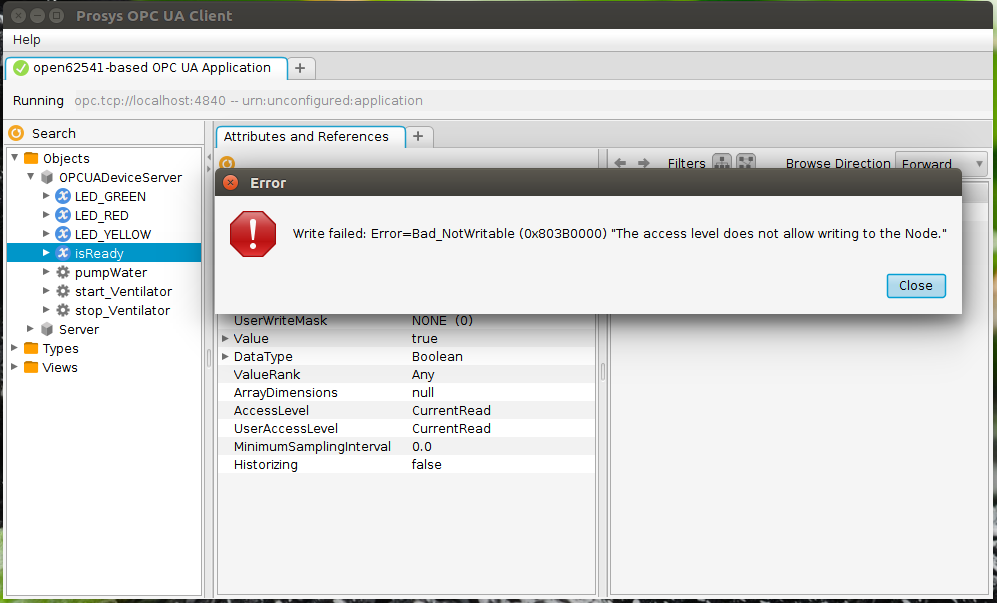 Prosys OPC UA Client
Help
open62541-based OPC UA Application +
Running opc.tcp://localhost:4840 -- urn:unconfigured:application
Search
Objects
OPCUADeviceServer
LED_GREEN
LED_RED
LED_YELLOW
isReady
pumpWater
start_Ventilator
stop_Ventilator
Server
Types
Views
Attributes and References +
Filters Browse Direction Forward
Error
Write failed: Error=Bad_NotWritable (0x803B0000) "The access level does not allow writing to the Node."
Close
UserWriteMask NONE (0)
Value true
DataType Boolean
ValueRank Any
ArrayDimensions null
AccessLevel CurrentRead
UserAccessLevel CurrentRead
MinimumSamplingInterval 0.0
Historizing false